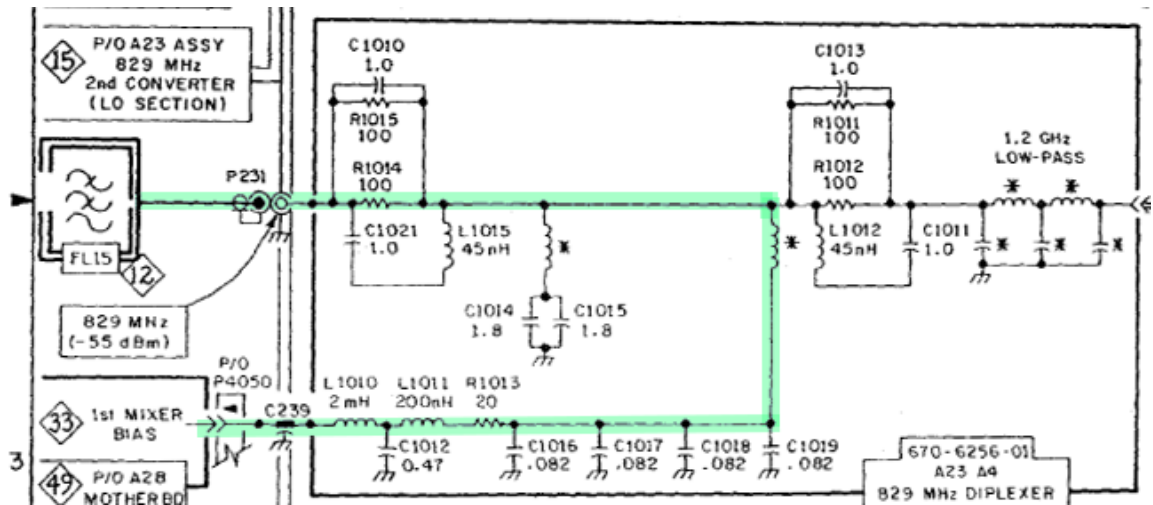 15
P/O A23 ASSY
829 MHz
2nd CONVERTER
(LO SECTION)
FL15
12
P231
829 MHz
(-55 dBm)
P/O
P4050
33
1st MIXER
BIAS
3
49
P/O A28
MOTHER BD
C239
C1010
1.0
R1015
100
R1014
100
C1021
1.0
L1015
45nH
*
C1014
1.8
C1015
1.8
L1010
2mH
L1011
200nH
R1013
20
C1012
0.47
C1016
.082
C1017
.082
C1018
.082
C1019
.082
*
C1013
1.0
R1011
100
R1012
100
L1012
45nH
C1011
1.0
1.2 GHz
LOW-PASS
* *
* * *
670-6256-01
A23 A4
829 MHz DIPLEXER